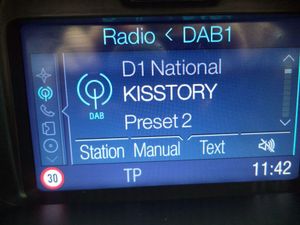 Radio < DAB1
D1 National
KISSTORY
DAB
Preset 2
Station Manual Text
30 TP 11:42